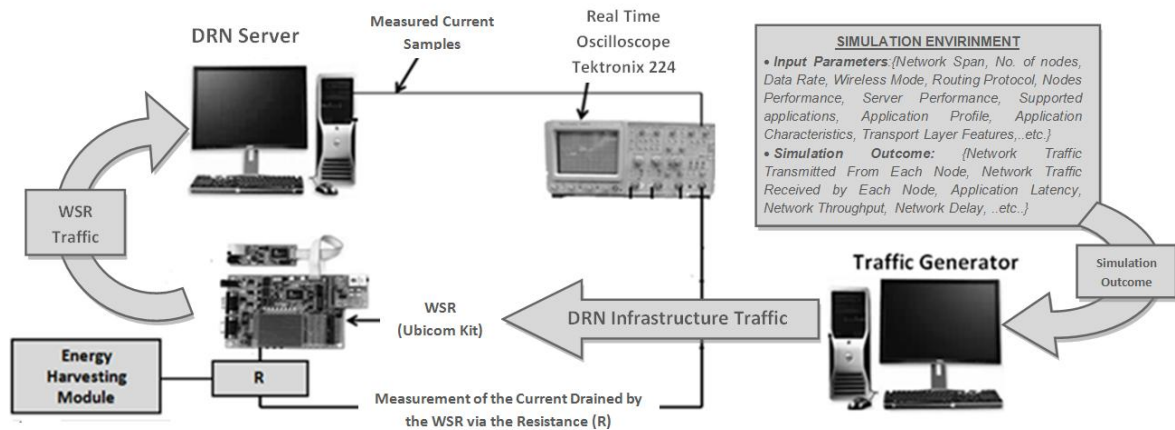 DRN Server
Measured Current
Samples
Real Time
Oscilloscope
Tektronix 224
SIMULATION ENVIRINMENT
• Input Parameters:{Network Span, No. of nodes,
Data Rate, Wireless Mode, Routing Protocol, Nodes
Performance, Server Performance, Supported
applications, Application Profile, Application
Characteristics, Transport Layer Features,..etc.}
• Simulation Outcome: {Network Traffic
Transmitted From Each Node, Network Traffic
Received by Each Node, Application Latency,
Network Throughput, Network Delay, ..etc..}
WSR
Traffic
Simulation
Outcome
Traffic Generator
WSR
(Ubicom Kit)
DRN Infrastructure Traffic
Energy
Harvesting
Module
R
Measurement of the Current Drained by
the WSR via the Resistance (R)